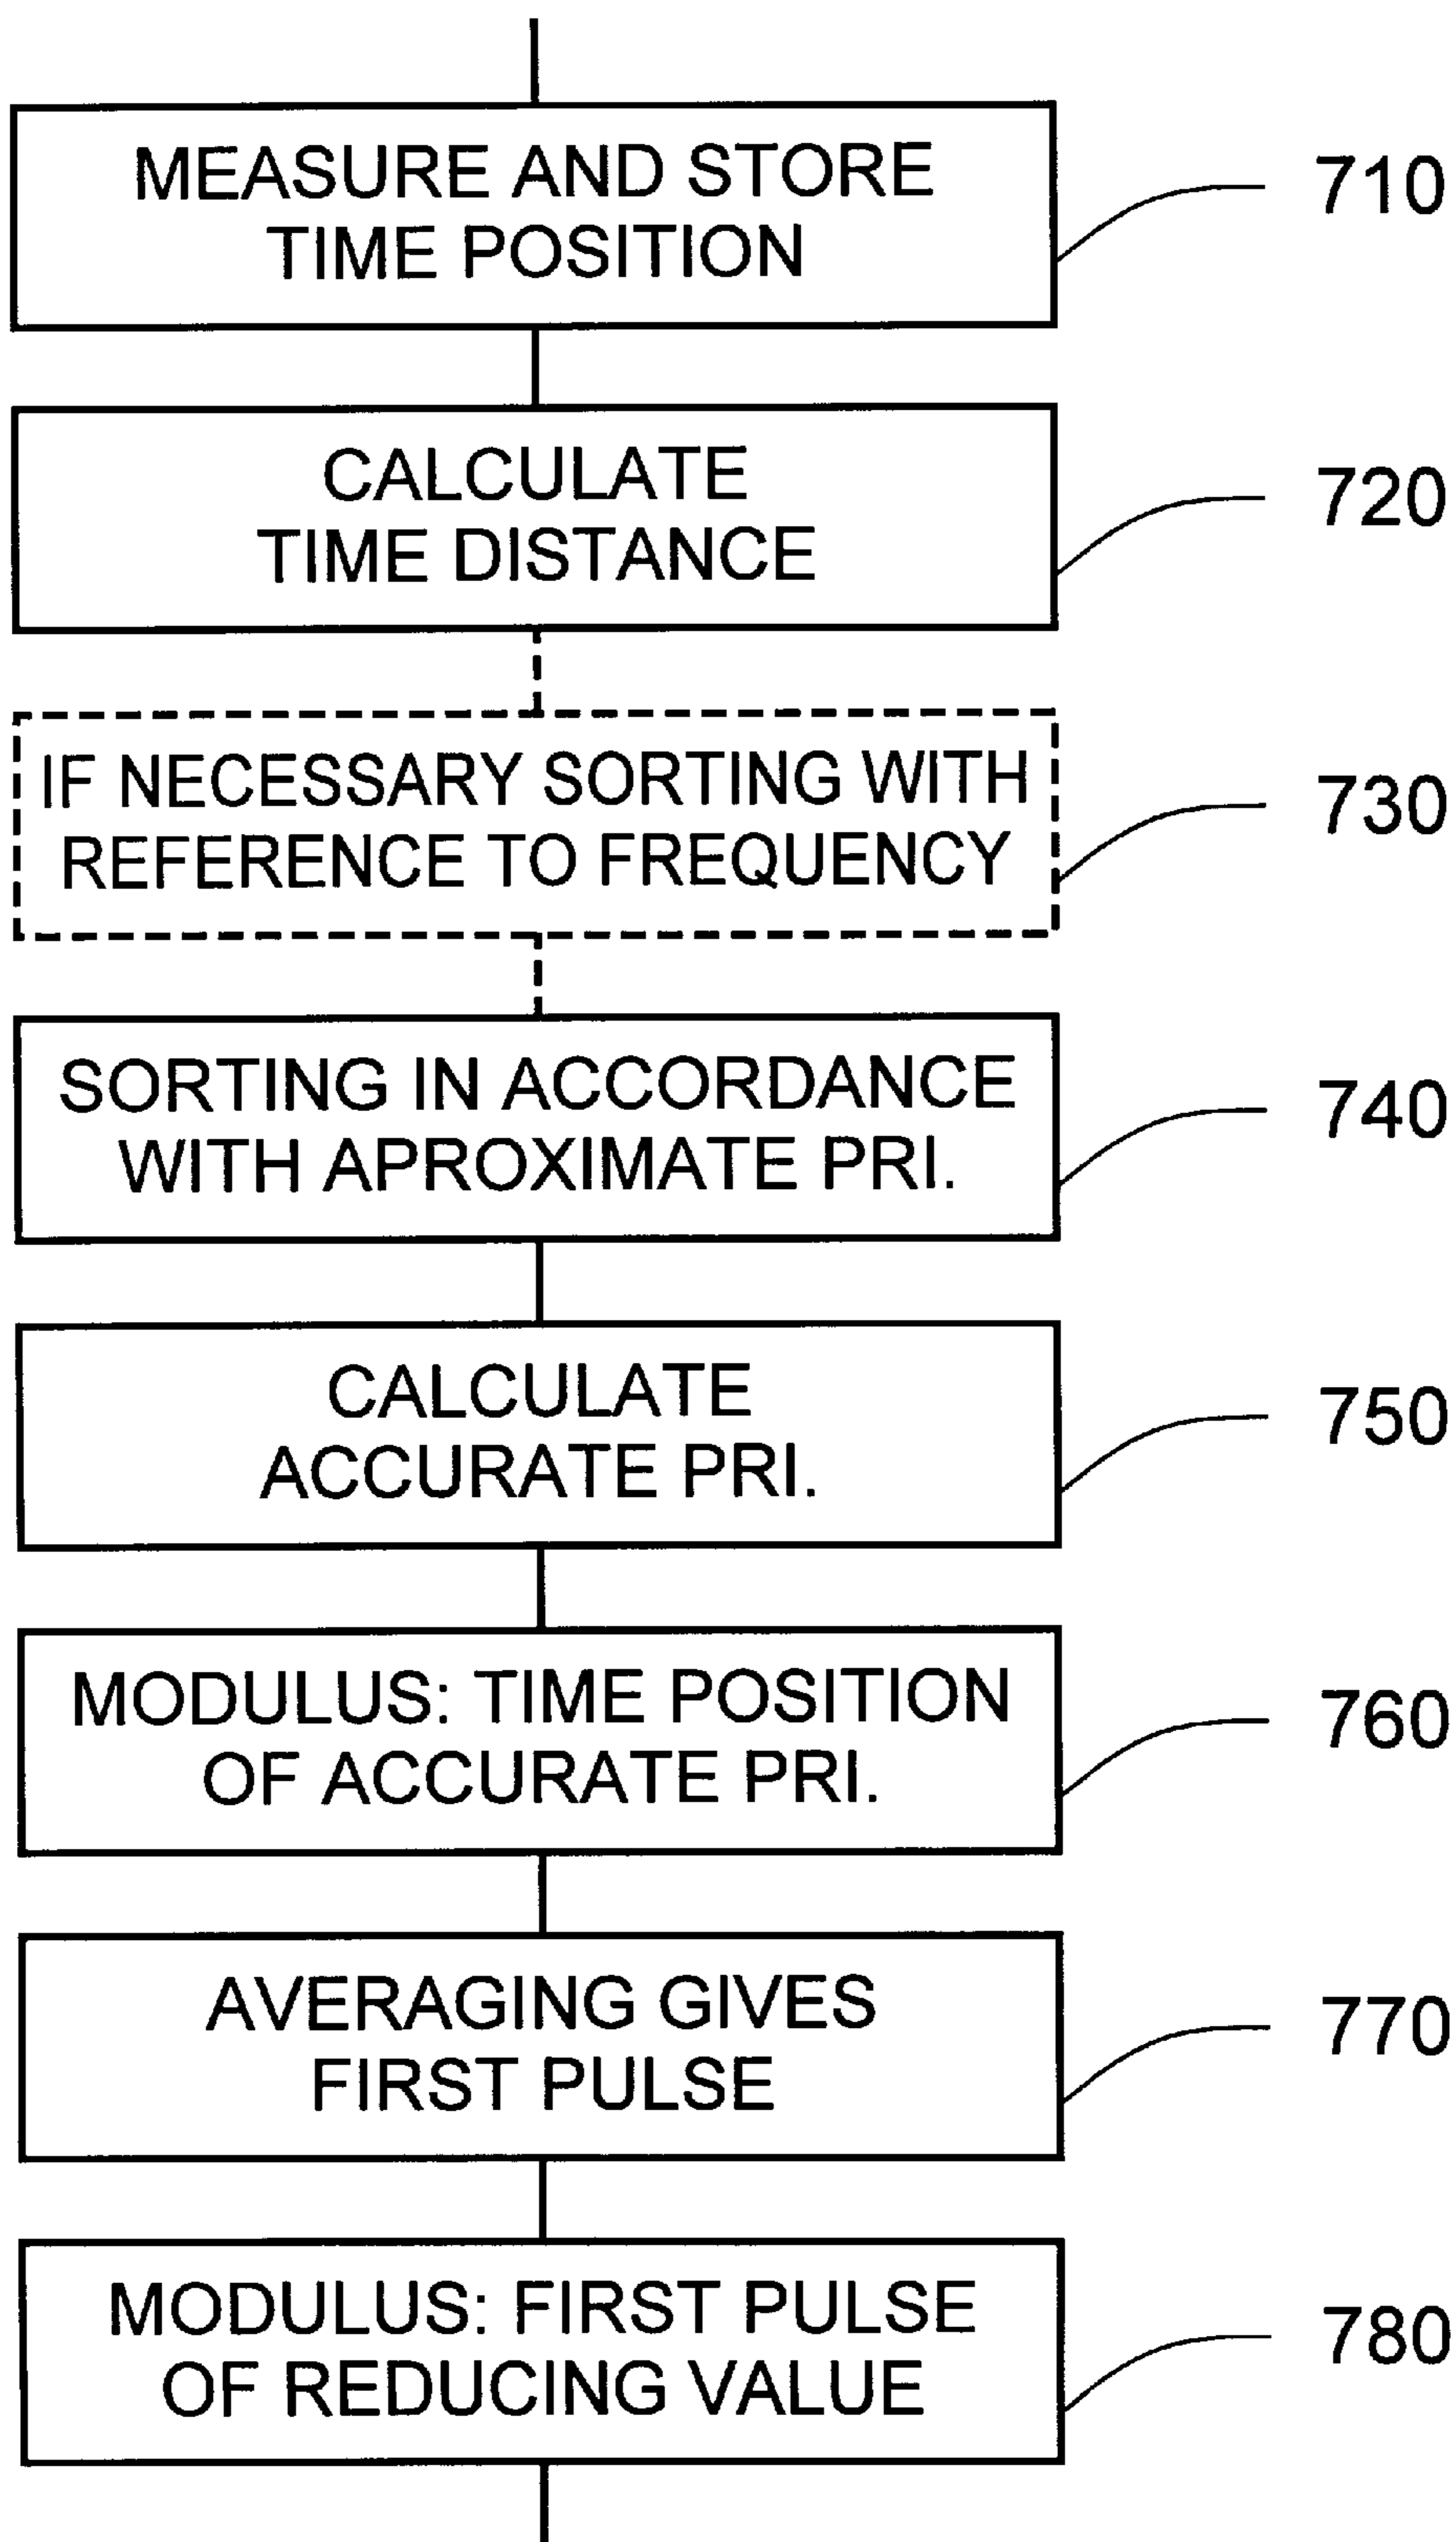 MEASURE AND STORE
TIME POSITION
710
CALCULATE
TIME DISTANCE
720
IF NECESSARY SORTING WITH
REFERENCE TO FREQUENCY
730
SORTING IN ACCORDANCE
WITH APROXIMATE PRI.
740
CALCULATE
ACCURATE PRI.
750
MODULUS: TIME POSITION
OF ACCURATE PRI.
760
AVERAGING GIVES
FIRST PULSE
770
MODULUS: FIRST PULSE
OF REDUCING VALUE
780